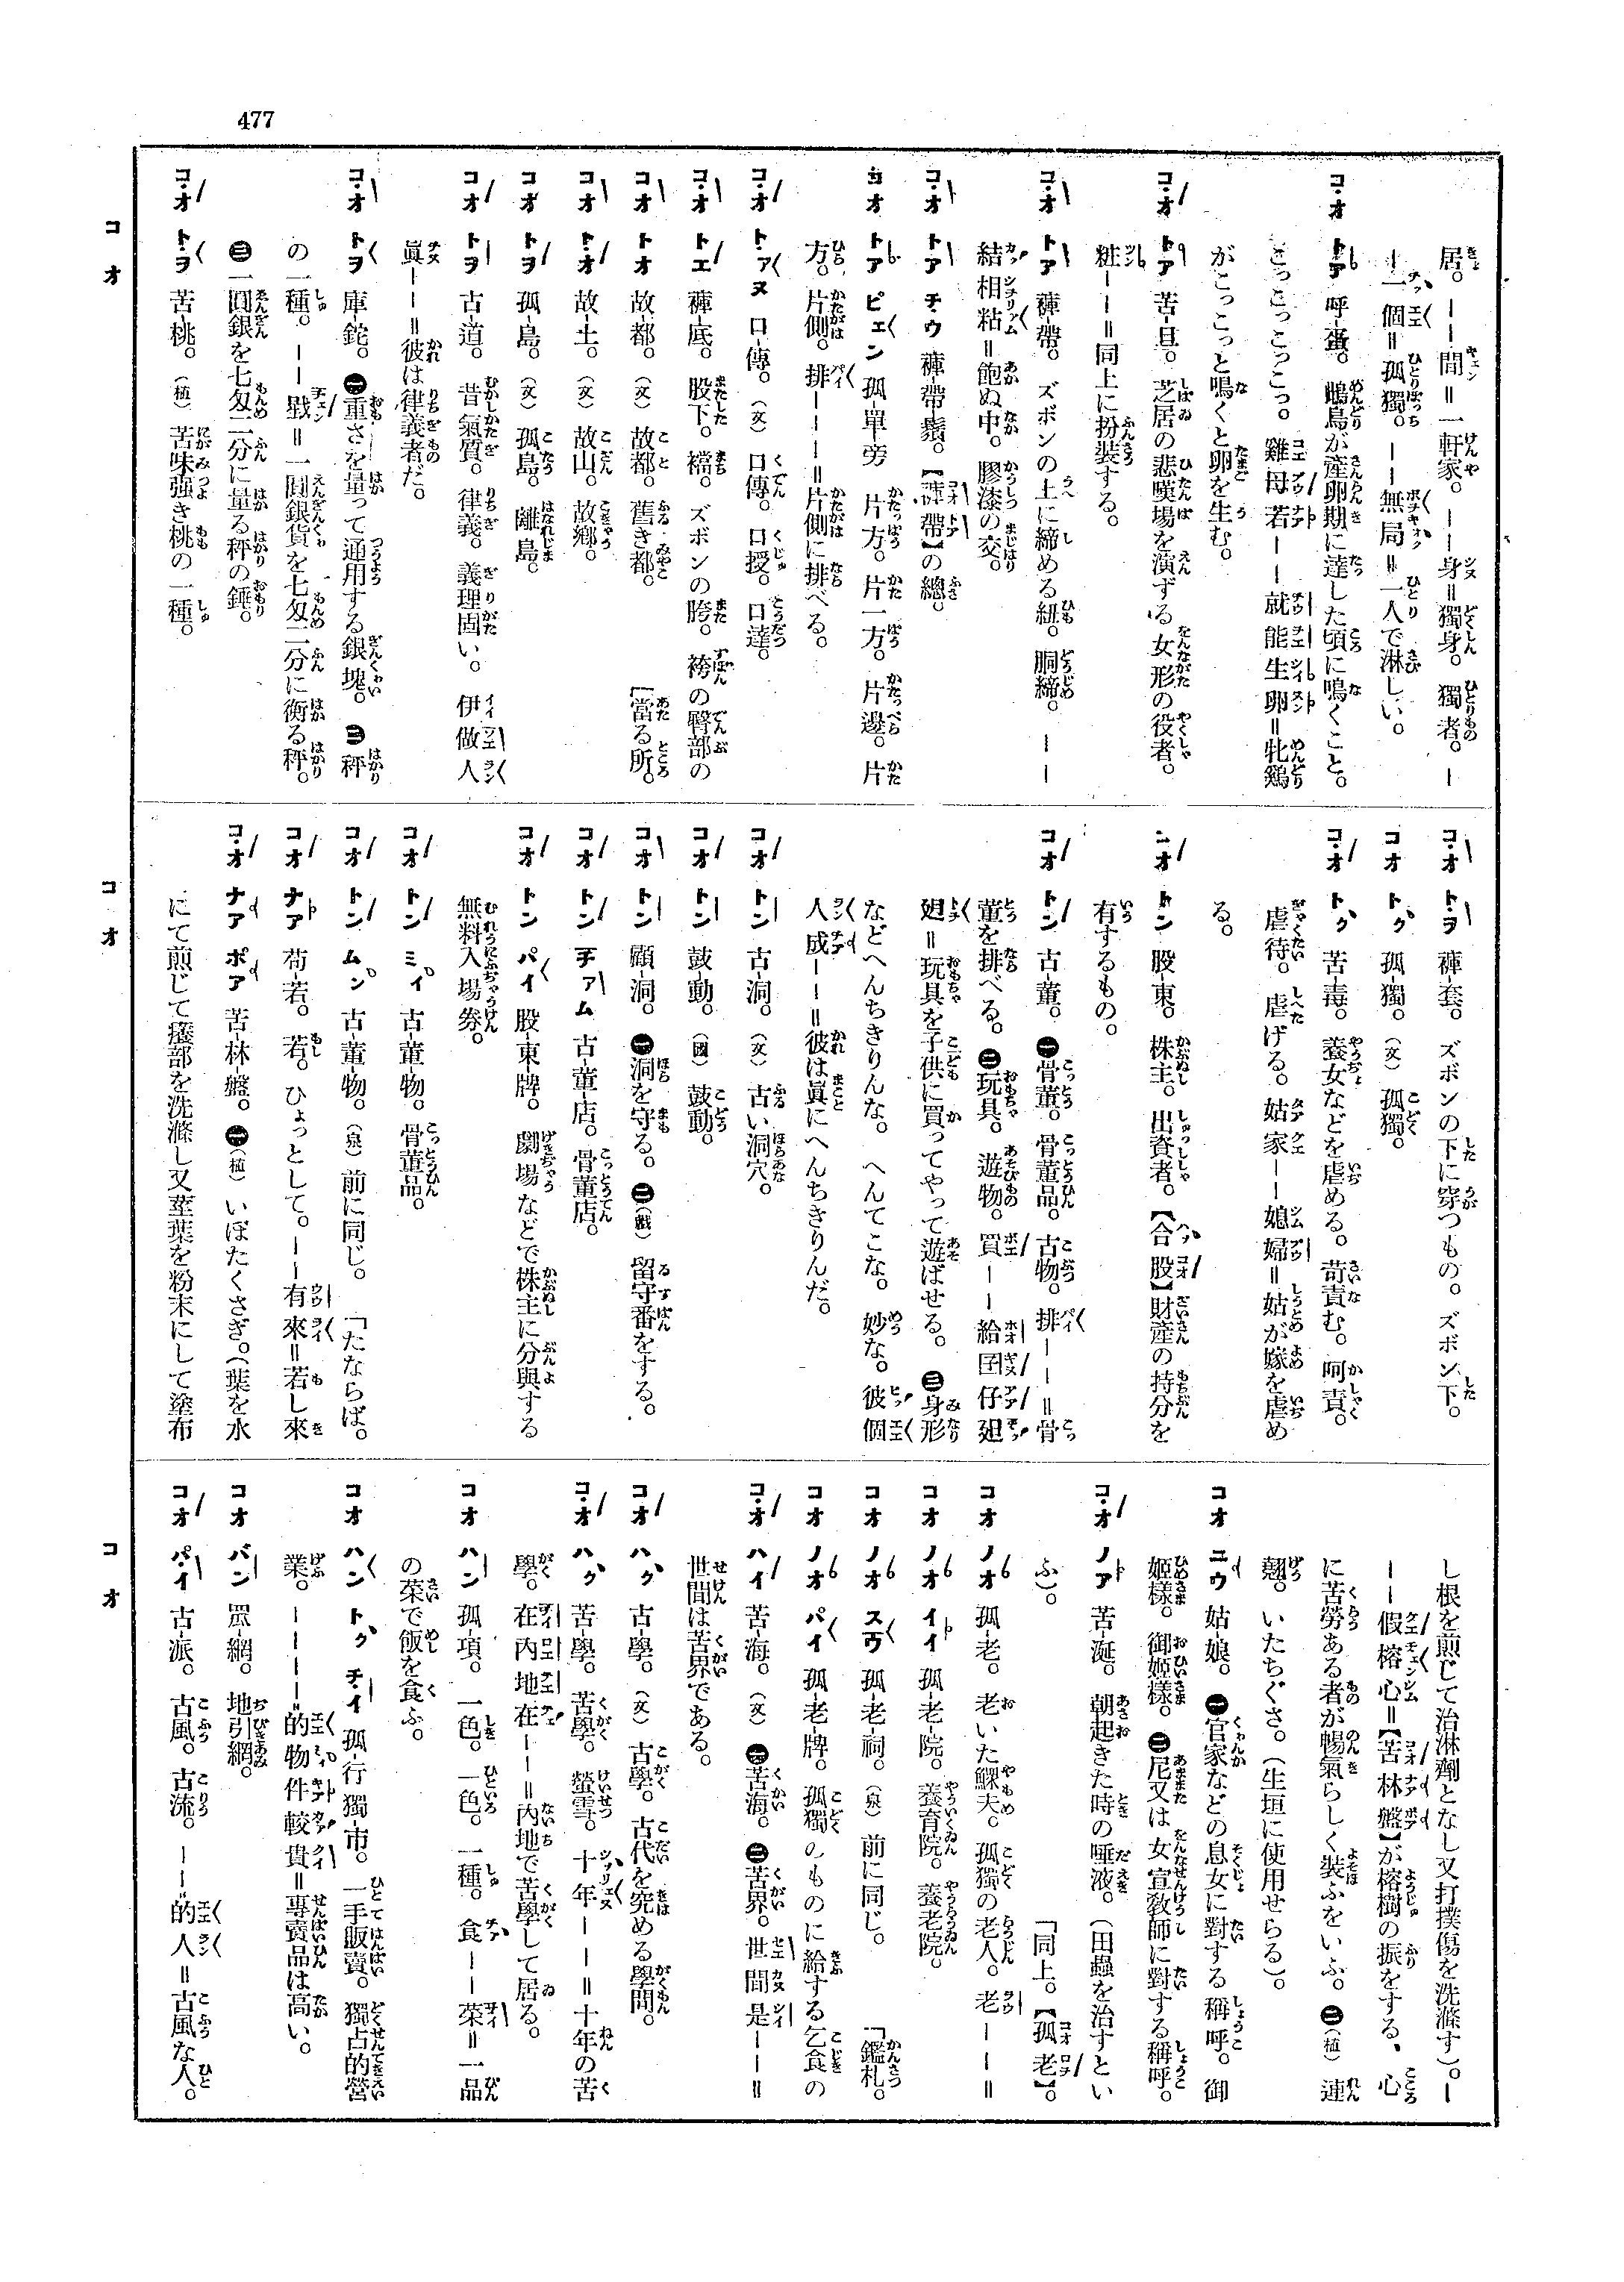 477
居。——間＝一軒家。——身＝獨身。獨者。—
—一個＝孤獨。——無局＝一人で淋しい。
コ・オ トア 呼-蛋。鴟鳥が產卵期に達した頃に鳴くこと。
こっこっこっこっ。雞母若——就能生卵＝牝鷄
がこっこっと鳴くと卵を生む。
コ・オ トア 苦-旦。芝居の悲嘆場を演ずる女形の役者。
粧——＝同上に扮裝する。
コ・オ トア 褲-帶。ズボンの上に締める紐。胴締。——
結相粘＝飽ぬ中。膠漆の交。
コ・オ ト・ア チ・ウ 褲-帶-鬚。【褲帶】の總。
コオ トア ピェン 孤-單-旁 片方。片一方。片邊。片
方。片側。排———＝片側に排べる。
コ・オ ト・アヌ 口-傳。（文）口傳。口授。口達。
コ・オ トエ 褲-底。股下。襠。ズボンの胯。袴の臀部の
コオ トオ 故-都。（文）故都。舊き都。 ［當る所。
コオ ト・オ 故-土。（文）故山。故鄉。
コオ トヲ 孤-島。（文）孤島。離島。
コ・オ トヲ 古-道。昔氣質。律義。義理固い。伊做人
眞——＝彼は律義者だ。
コ・オ トヲ 庫-鉈。㊀重さを量って通用する銀塊。㊁秤
の一種。——戥＝一圓銀貨を七匁二分に衡る秤。
㊂一圓銀を七匁二分に量る秤の錘。
コ・オ ト・ヲ 苦-桃。（植）苦味强き桃の一種。
コ・オ ト・ヲ 褲-套。ズボンの下に穿つもの。ズボン下。
コオ トク 孤-獨。（文）孤獨。
コ・オ トク 苦-毒。養女などを虐める。苛責む。呵責。
虐待。虐げる。姑家——媳婦＝姑が嫁を虐め
る。
コオ トン 股-東。株主。出資者。【合股】財產の持分を
有するもの。
コオ トン 古-董。㊀骨董。骨董品。古物。排——＝骨
董を排べる。㊁玩具。遊物。買——給囝仔𨑨
𨑨＝玩具を子供に買ってやって遊ばせる。㊂身形
などへんちきりんな。へんてこな。妙な。彼個
人成——＝彼は眞にへんちきりんだ。
コオ トン 古-洞。（文）古い洞穴。
コオ トン 鼓-動。（國）鼓動。
コ・オ トン 顧-洞。㊀洞を守る。㊁（戲）留守番をする。
コオ トン チアム 古-董-店。骨董店。
コオ トン パイ 股-東-牌。劇場などで株主に分與する
無料入場券。
コオ トン ミィ 古-董-物。骨董品。
コオ トン ムン 古-董-物。（泉）前に同じ。 「たならば。
コオ ナア 苟-若。若。ひょっとして。——有來＝若し來
コ・オ ナア ポア 苦-林-盤。㊀（植）いぼたくさぎ。（葉を水
にて煎じて癢部を洗滌し又莖葉を粉末にして塗布
し根を煎じて治淋劑となし又打撲傷を洗滌す）。—
——假榕心＝【苦林盤】が榕樹の振をする、心
に苦勞ある者が暢氣らしく裝ふをいふ。㊁（植）連
翹。いたちぐさ。（生垣に使用せらる）。
コオ ニウ 姑-娘。㊀官家などの息女に對する稱呼。御
姬樣。御姬樣。㊁尼又は女宣敎師に對する稱呼。
コ・オ ノア 苦-涎。朝起きた時の唾液。（田蟲を治すとい
ふ）。 「同上。【孤老】。
コオ ノオ 孤-老。老いた鰥夫。孤獨の老人。老——＝
コオ ノオ イイ 孤-老-院。養育院。養老院。
コオ ノオ スウ 孤-老-祠。（泉）前に同じ。 「鑑札。
コオ ノオ パイ 孤-老-牌。孤獨のものに給する乞食の
コ・オ ハイ 苦-海。（文）㊀苦海。㊁苦界。世間是——＝
世間は苦界である。
コオ ハク 古-學。（文）古學。古代を究める學問。
コ・オ ハク 苦-學。苦學。螢雪。十年——＝十年の苦
學。在內地在——＝內地で苦學して居る。
コオ ハン 孤-項。一色。一色。一種。食——菜＝一品
の菜で飯を食ふ。
コオ ハン トク チ・イ 孤-行-獨-市。一手販賣。獨占的營
業。————的物件較貴＝專賣品は高い。
コオ バン 罛-網。地引網。
コオ パ・イ 古-派。古風。古流。——的人＝古風な人。
コ オ
コ オ
コ オ